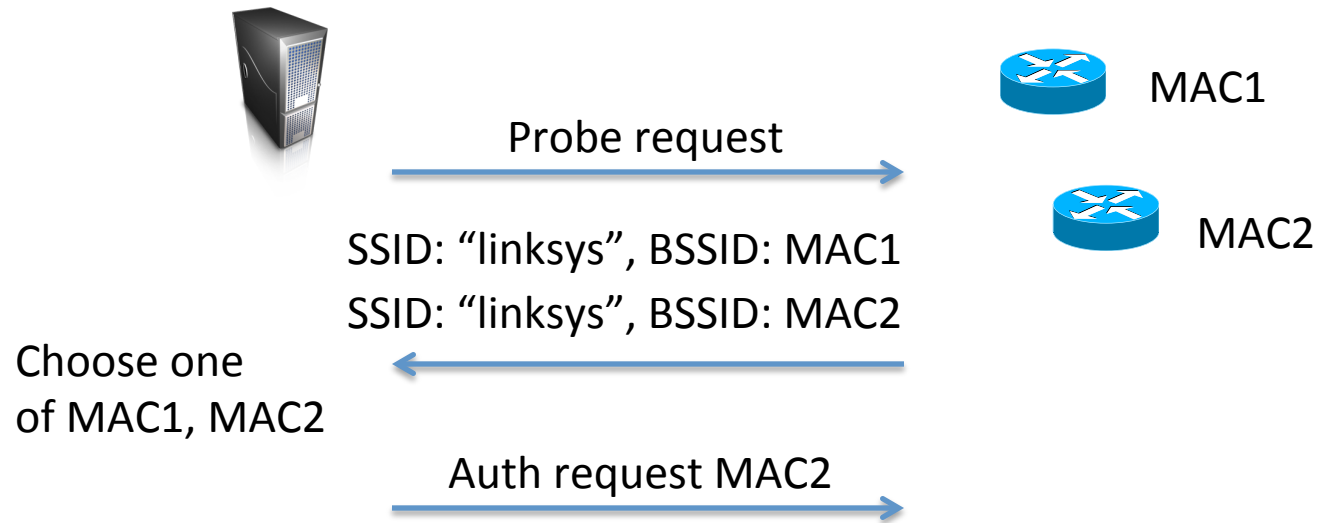 MAC1
Probe request
MAC2
SSID: “linksys”, BSSID: MAC1
SSID: “linksys”, BSSID: MAC2
Choose one
of MAC1, MAC2
Auth request MAC2